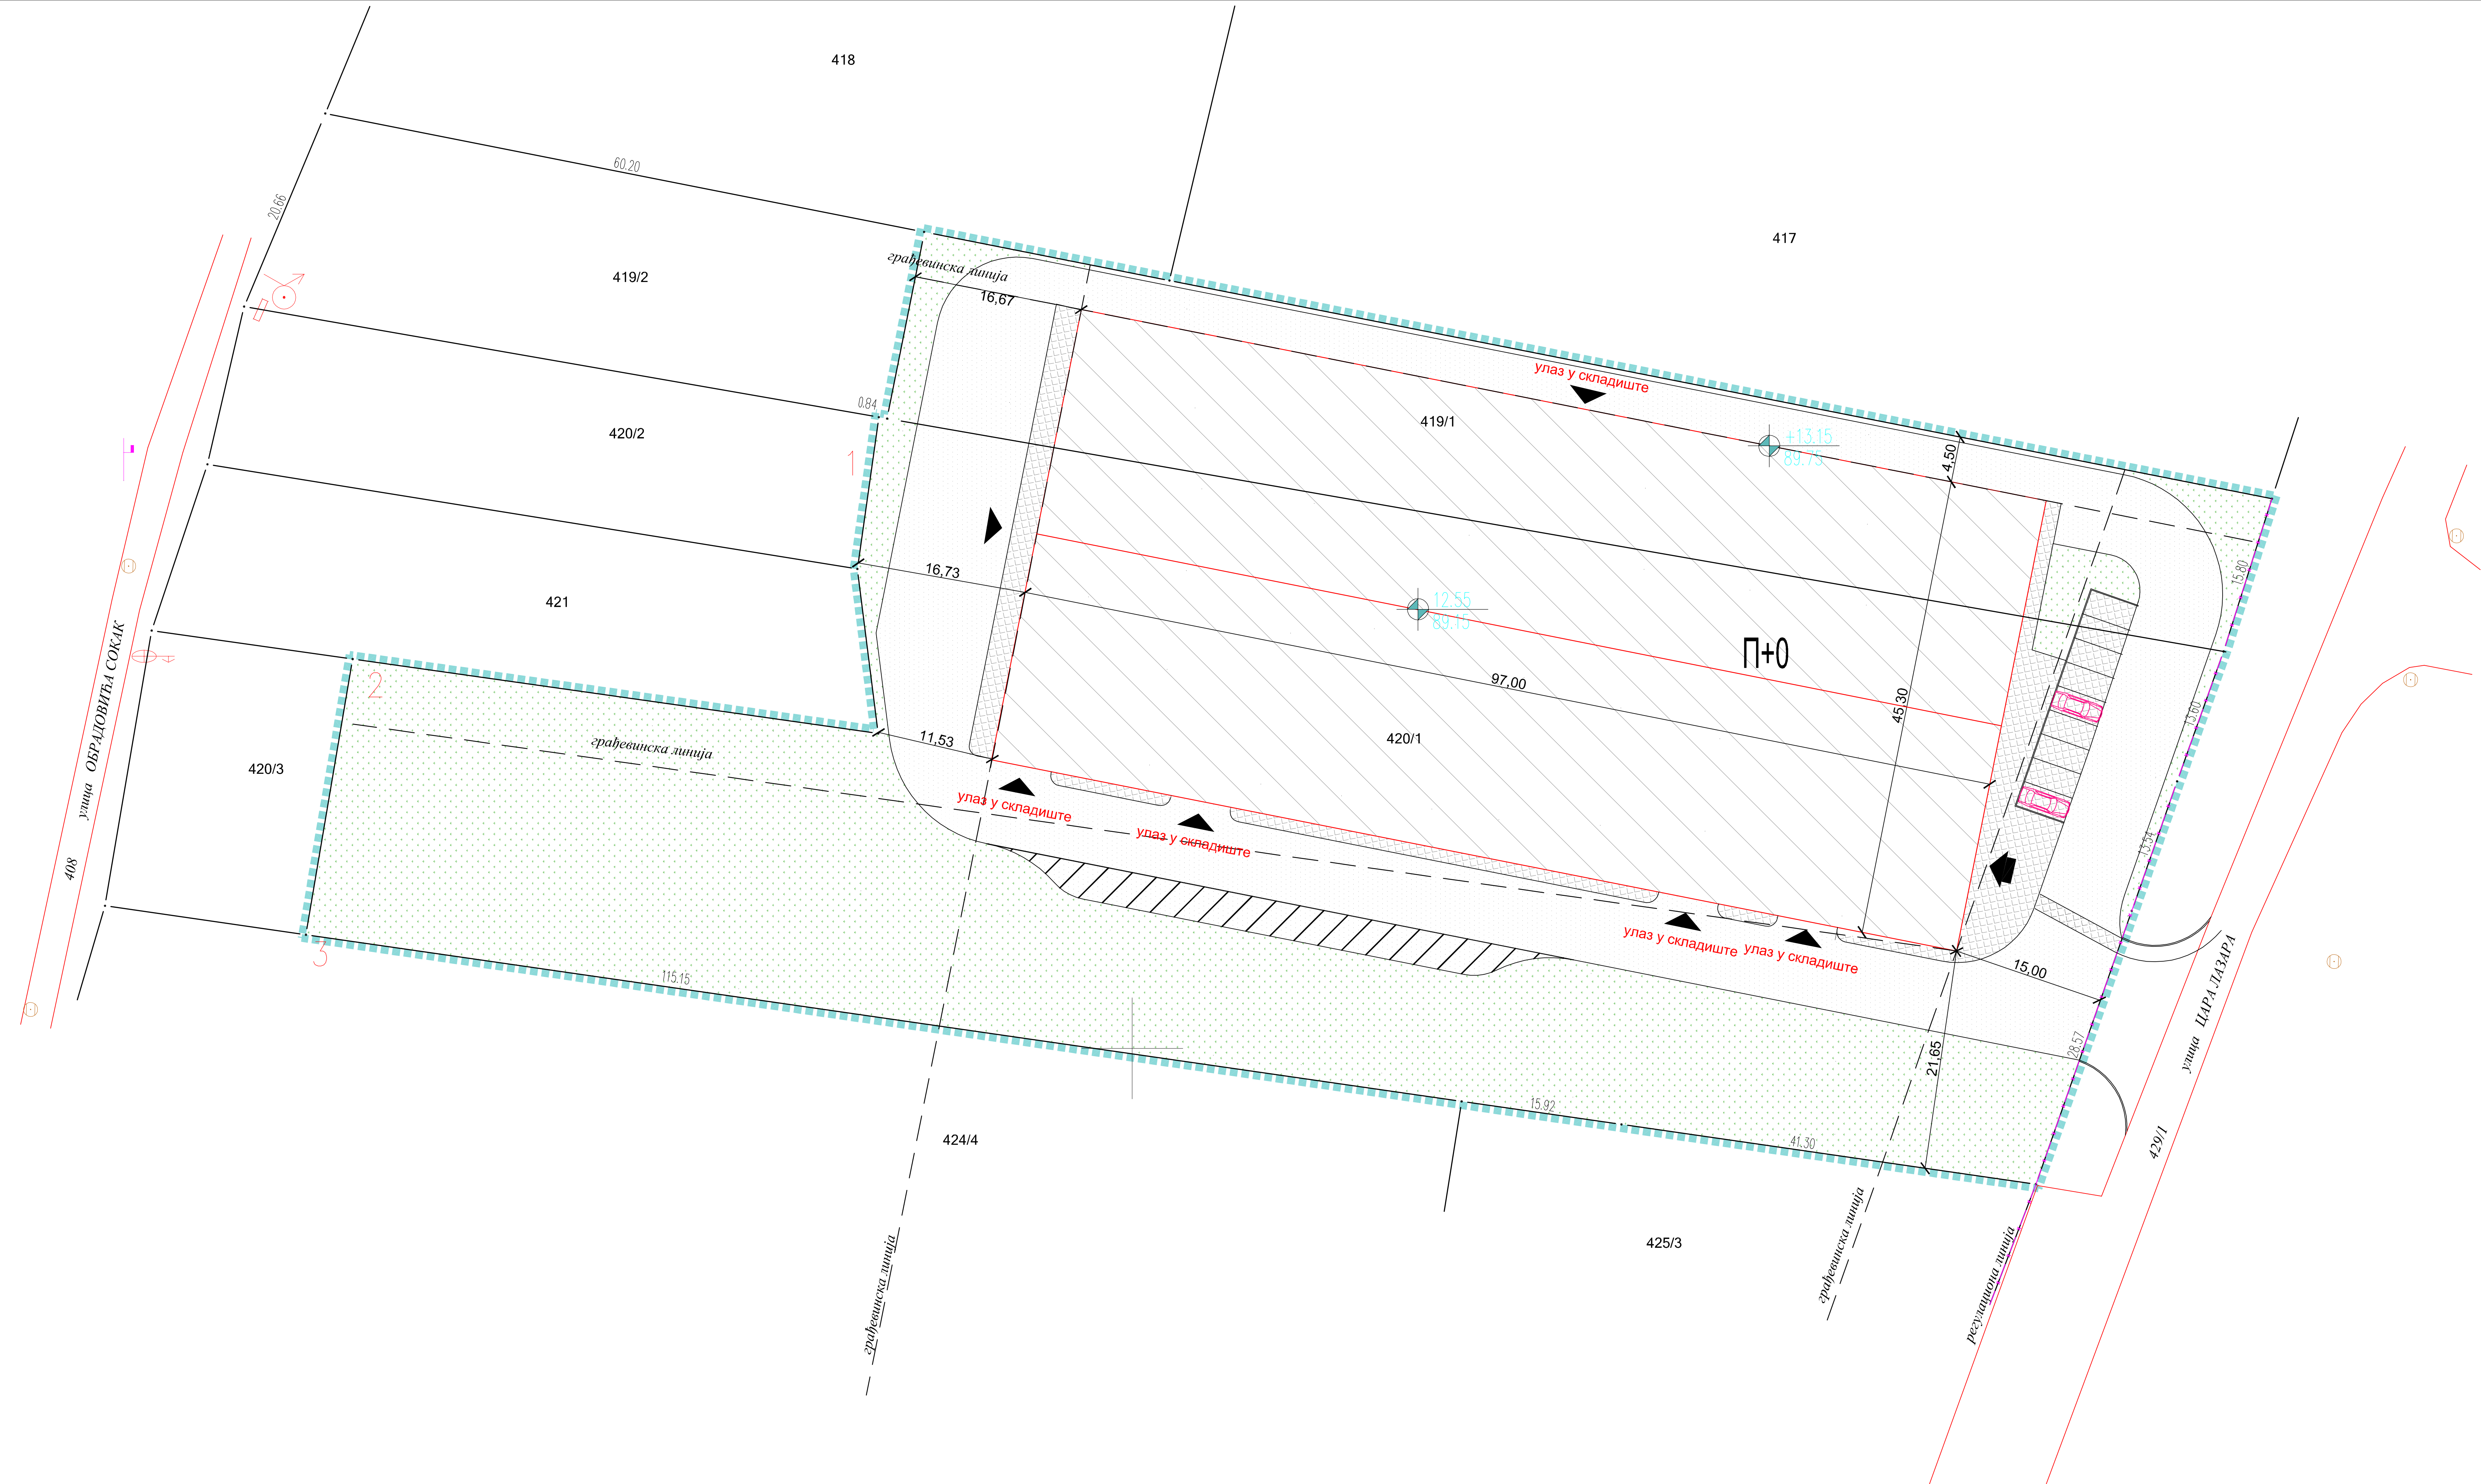 418
60.20
20.66
417
грађевинска линија
419/2
16,67
улаз у складиште
0.84
419/1
420/2
+13.15
89.75
4,50
1
15.80
16,73
12.55
89.15
421
П+0
97,00
45,30
13.60
2
улица ОБРАДОВИЋА СОКАК
грађевинска линија
11,53
420/1
420/3
улаз у складиште
улаз у складиште
13.54
408
улаз у складиште
улаз у складиште
3
15,00
115.15
улица ЦАРА ЛАЗАРА
28.57
21,65
15.92
424/4
41.30
429/1
425/3
грађевинска линија
грађевинска линија
регулациона линија